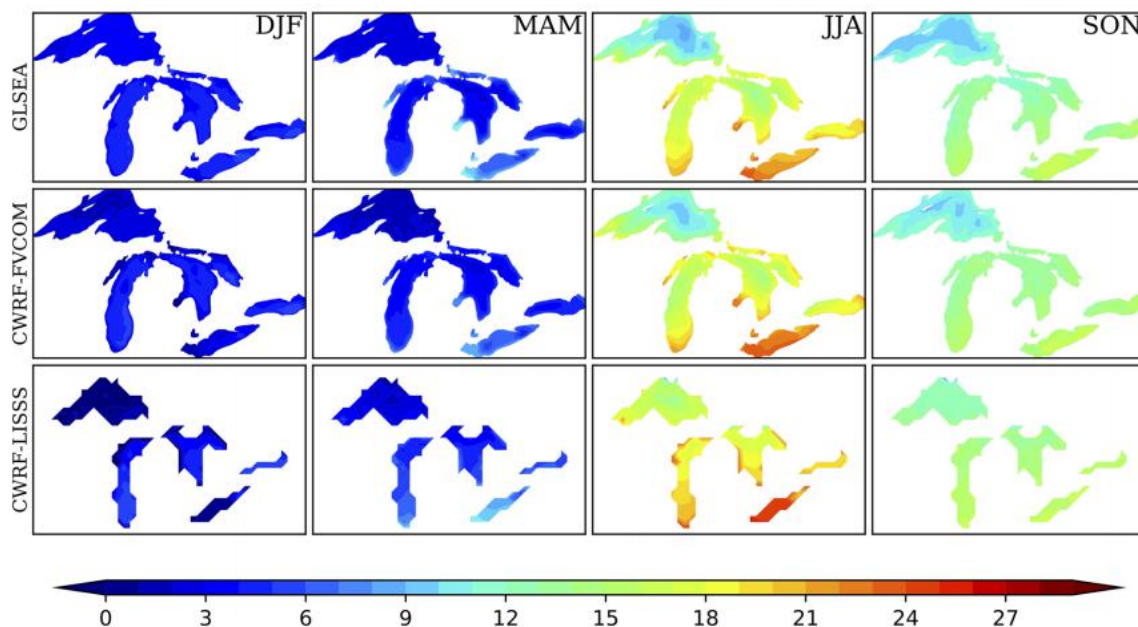 DJF MAM JJA SON
GLSEA
CWRF-FVCOM
CWRF-LISSS
0 3 6 9 12 15 18 21 24 27